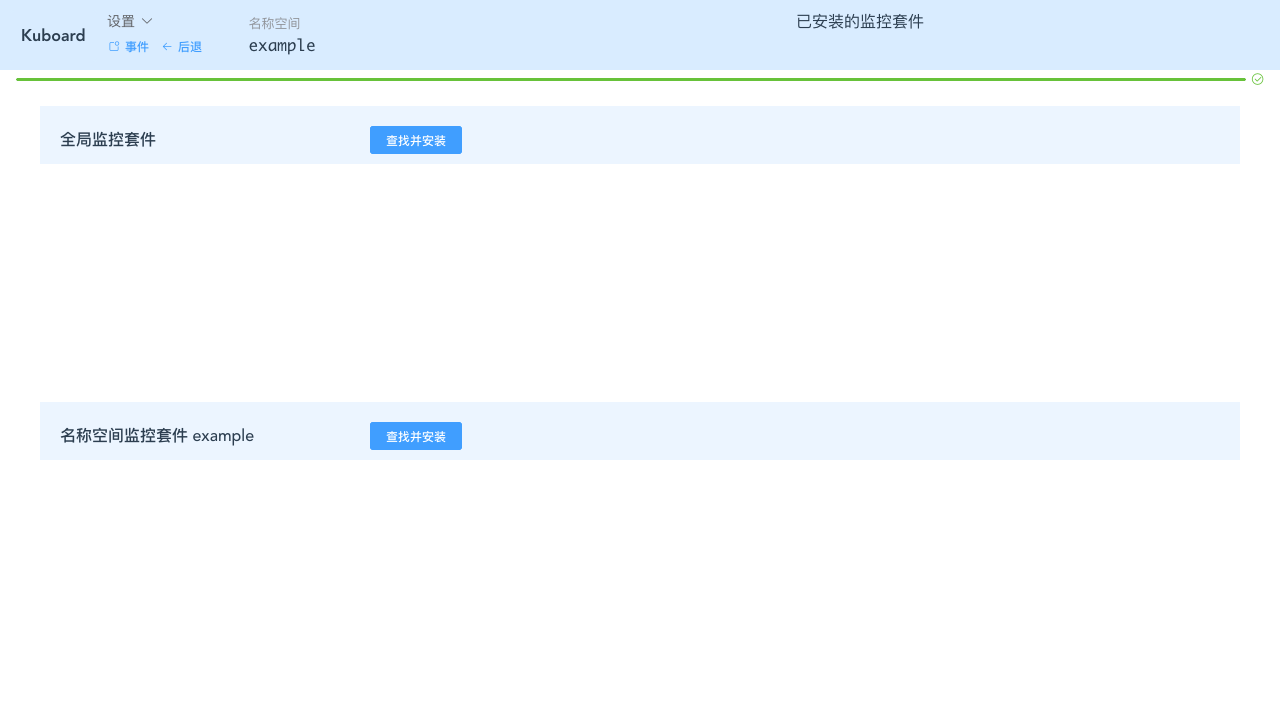 Kuboard
设置
事件 后退
名称空间
example
已安装的监控套件
全局监控套件 查找并安装
名称空间监控套件 example 查找并安装